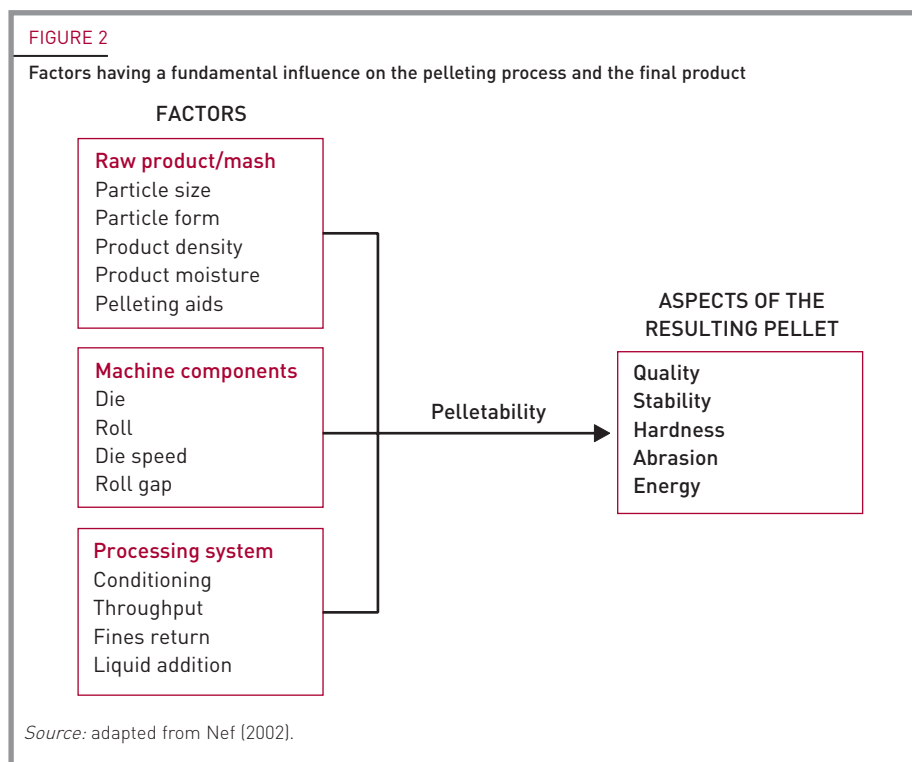 FIGURE 2
Factors having a fundamental influence on the pelleting process and the final product
FACTORS
Raw product/mash
Particle size
Particle form
Product density
Product moisture
Pelleting aids
Machine components
Die
Roll
Die speed
Roll gap
Processing system
Conditioning
Throughput
Fines return
Liquid addition
Pelletability
ASPECTS OF THE
RESULTING PELLET
Quality
Stability
Hardness
Abrasion
Energy
Source: adapted from Nef (2002).